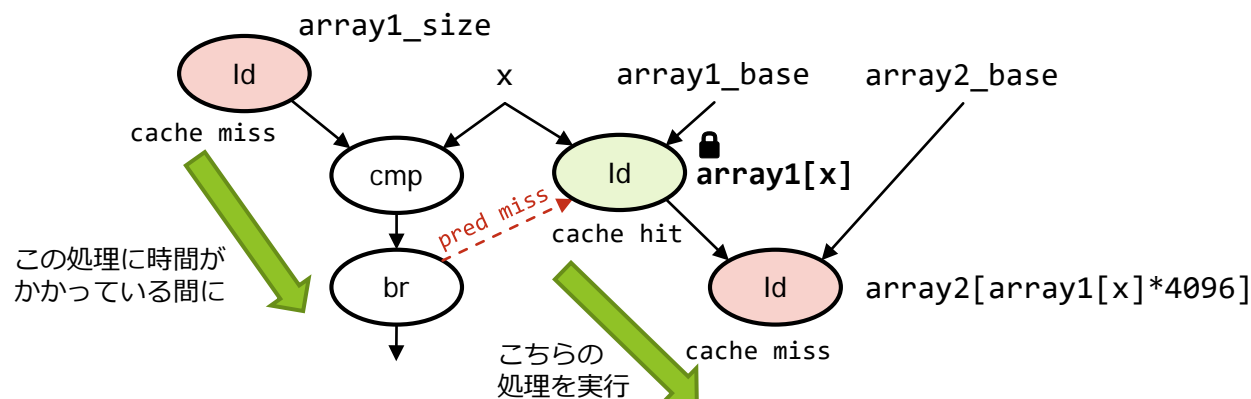 array1_size
ld
x
array1_base
array2_base
cache miss
cmp
ld
array1[x]
pred miss
cache hit
この処理に時間が
かかっている間に
br
ld
array2[array1[x]*4096]
cache miss
こちらの
処理を実行